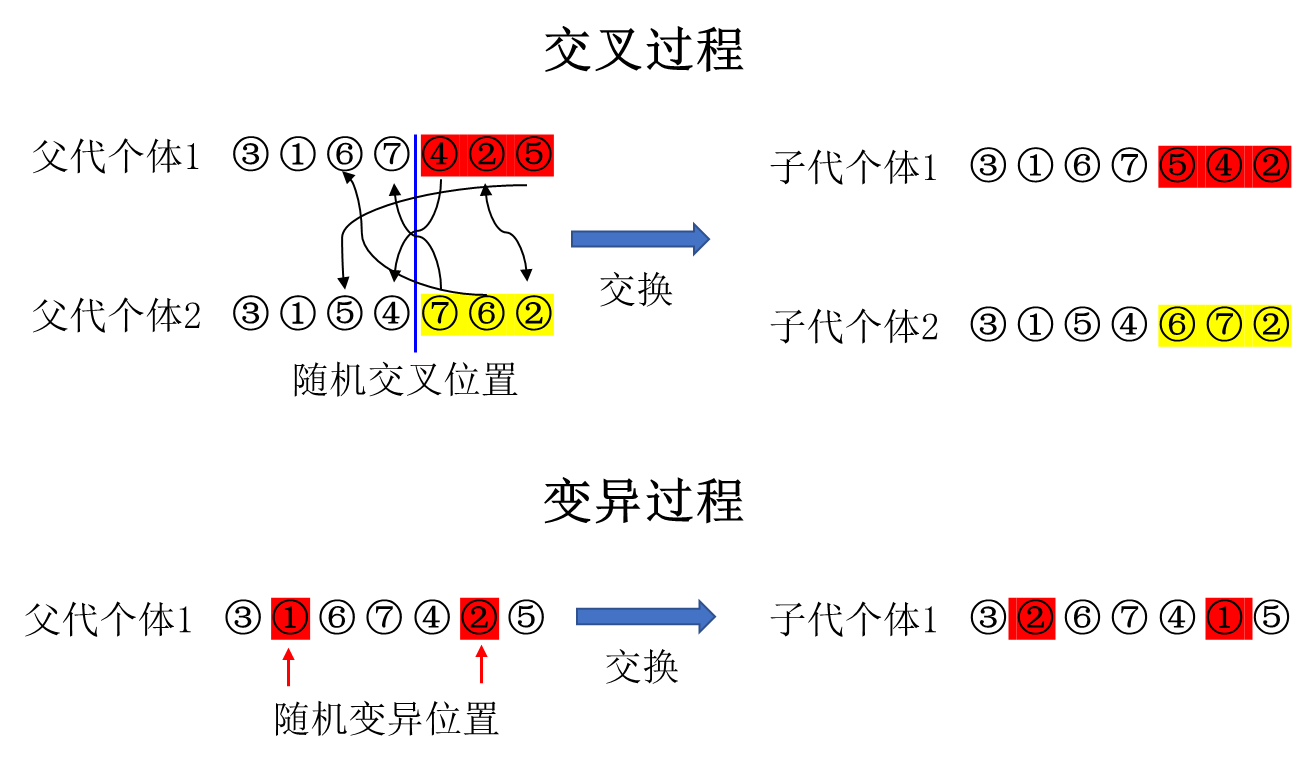 交叉过程
父代个体1 ③①⑥⑦④②⑤
子代个体1 ③①⑥⑦⑤④②
交换
父代个体2 ③①⑤④⑦⑥②
子代个体2 ③①⑤④⑥⑦②
随机交叉位置
变异过程
父代个体1 ③①⑥⑦④②⑤
子代个体1 ③②⑥⑦④①⑤
交换
随机变异位置